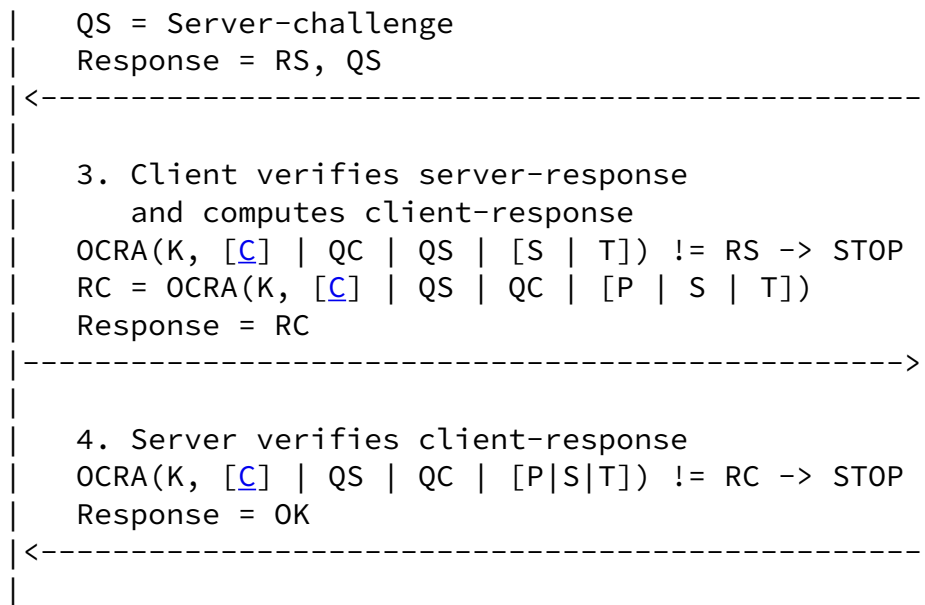 |   QS = Server-challenge
|   Response = RS, QS
|<-------------------------------------------------
|
|   3. Client verifies server-response
|      and computes client-response
|   OCRA(K, [C] | QC | QS | [S | T]) != RS -> STOP
|   RC = OCRA(K, [C] | QS | QC | [P | S | T])
|   Response = RC
|------------------------------------------------->
|
|   4. Server verifies client-response
|   OCRA(K, [C] | QS | QC | [P|S|T]) != RC -> STOP
|   Response = OK
|<-------------------------------------------------
|